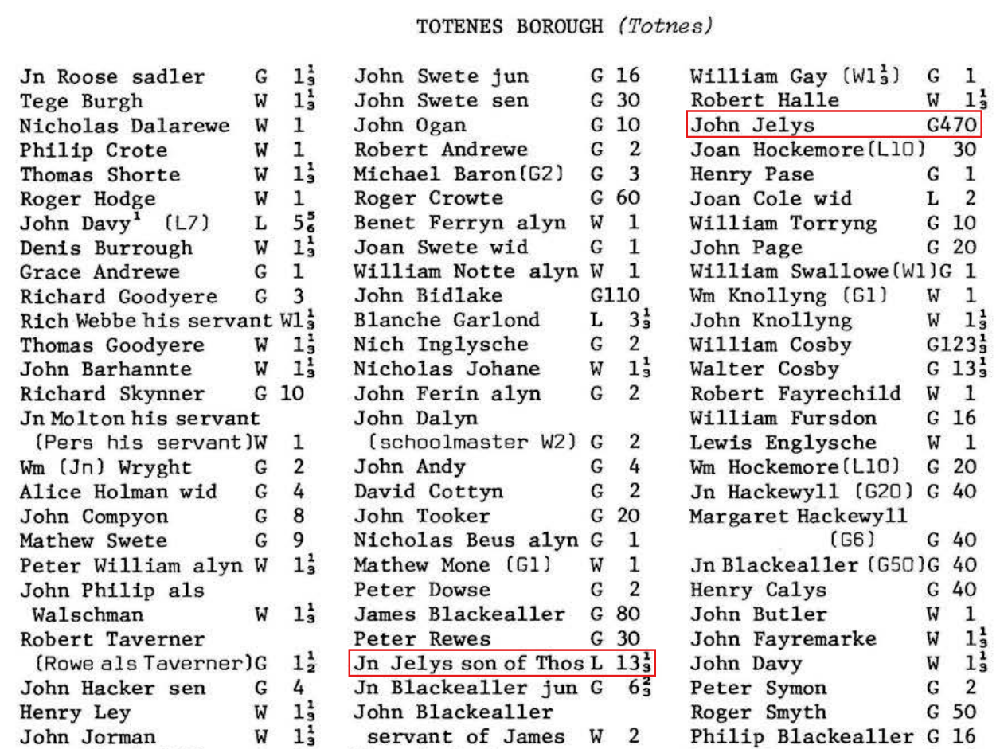 TOTENES BOROUGH (Totnes)
Jn Roose sadler G 1⅓
Tege Burgh W 1⅓
Nicholas Dalarewe W 1
Philip Crote W 1
Thomas Shorte W 1⅓
Roger Hodge W 1
John Davy¹ (L7) L 5⅚
Denis Burrough W 1⅓
Grace Andrewe G 1
Richard Goodyere G 3
Rich Webbe his servant W1⅓
Thomas Goodyere W 1⅓
John Barhannte W 1⅓
Richard Skynner G 10
Jn Molton his servant
(Pers his servant)W 1
Wm (Jn) Wryght G 2
Alice Holman wid G 4
John Compyon G 8
Mathew Swete G 9
Peter William alyn W 1⅓
John Philip als
Walschman W 1⅓
Robert Taverner
(Rowe als Taverner)G 1½
John Hacker sen G 4
Henry Ley W 1⅓
John Jorman W 1⅓
John Swete jun G 16
John Swete sen G 30
John Ogan G 10
Robert Andrewe G 2
Michael Baron(G2) G 3
Roger Crowte G 60
Benet Ferryn alyn W 1
Joan Swete wid G 1
William Notte alyn W 1
John Bidlake G110
Blanche Garlond L 3⅓
Nich Inglysche G 2
Nicholas Johane W 1⅓
John Ferin alyn G 2
John Dalyn
(schoolmaster W2) G 2
John Andy G 4
David Cottyn G 2
John Tooker G 20
Nicholas Beus alyn G 1
Mathew Mone (G1) W 1
Peter Dowse G 2
James Blackealler G 80
Peter Rewes G 30
Jn Jelys son of Thos L 13⅓
Jn Blackealler jun G 6⅔
John Blackealler
servant of James W 2
William Gay (W1⅓) G 1
Robert Halle W 1⅓
John Jelys G470
Joan Hockemore(L10) 30
Henry Pase G 1
Joan Cole wid L 2
William Torryng G 10
John Page G 20
William Swallowe(W1)G 1
Wm Knollyng (G1) W 1
John Knollyng W 1⅓
William Cosby G123⅓
Walter Cosby G 13⅓
Robert Fayrechild W 1
William Fursdon G 16
Lewis Englysche W 1
Wm Hockemore(L10) G 20
Jn Hackewyll (G20) G 40
Margaret Hackewyll
(G6) G 40
Jn Blackealler (G50)G 40
Henry Calys G 40
John Butler W 1
John Fayremarke W 1⅓
John Davy W 1⅓
Peter Symon G 2
Roger Smyth G 50
Philip Blackealler G 16